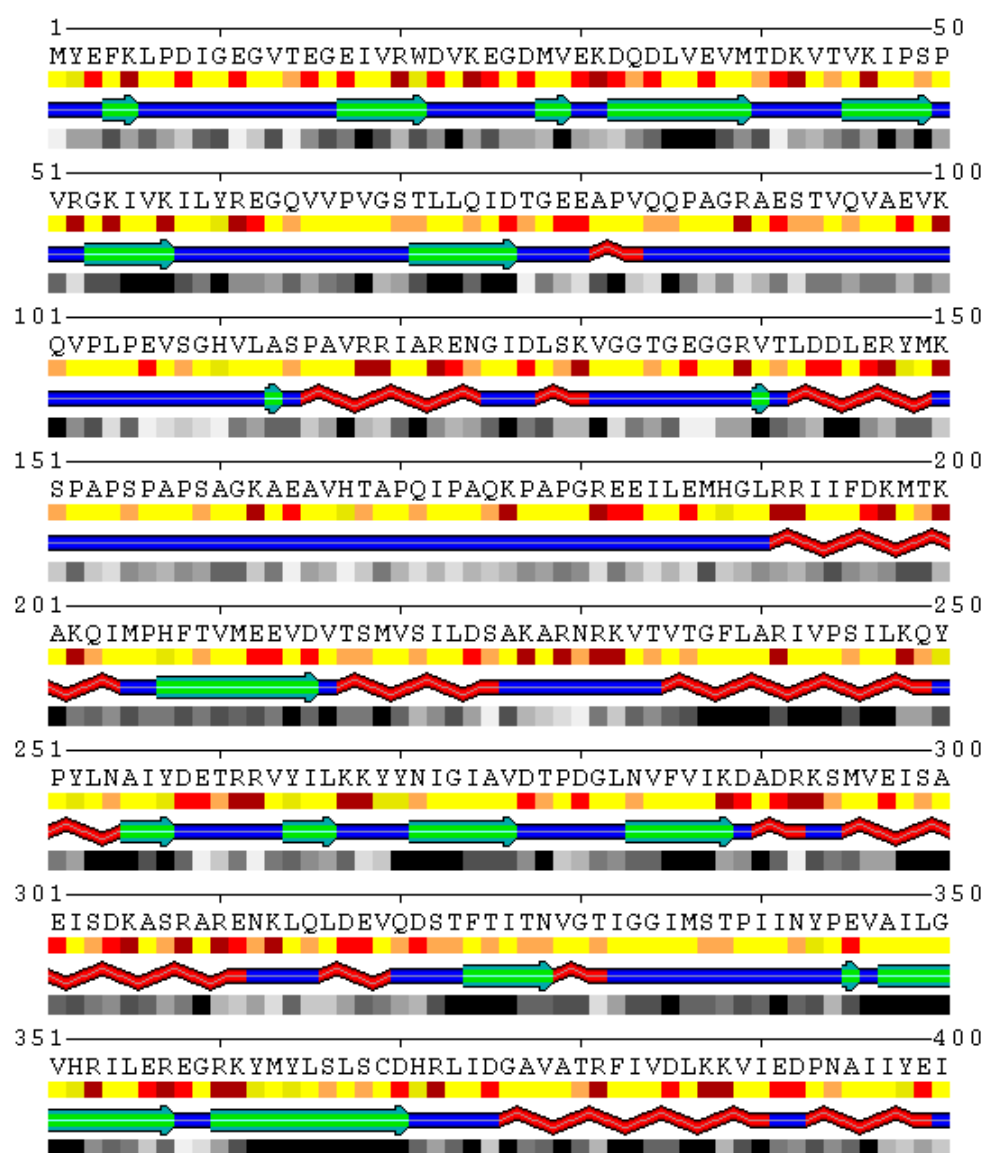 1 50
MYEFKLPDIGEGVTEGEIVRWDVKEGDMVEKDQDLVEVMTDKVTVKIPSP
51 100
VRGKIVKILYREGQVVPVGSTLLQIDTGEEAPVQQPAGRAESTVQVAEVK
101 150
QVPLPEVSGHVLASPAVRRIARENGIDLSKVGGTGEGGRVTLDDLERYMK
151 200
SPAPSPAPSAGKAEAVHTAPQIPAQKPAPGREEILEMHGLRRIIFDKMTK
201 250
AKQIMPHFTVMEEVDVTSMVSILDSAKARNRKVTVTGFLARIVPSILKQY
251 300
PYLNAIYDETRRVYILKKYYNIGIAVDTPDGLNVFVIKDADRKSMVEISA
301 350
EISDKASRARENKLQLDEVQDSTFTITNVGTIGGIMSTPIINYPEVAILG
351 400
VHRILEREGRKYMYLSLSCDHRLIDGAVATRFIVDLKKVIEDPNAIIYEI